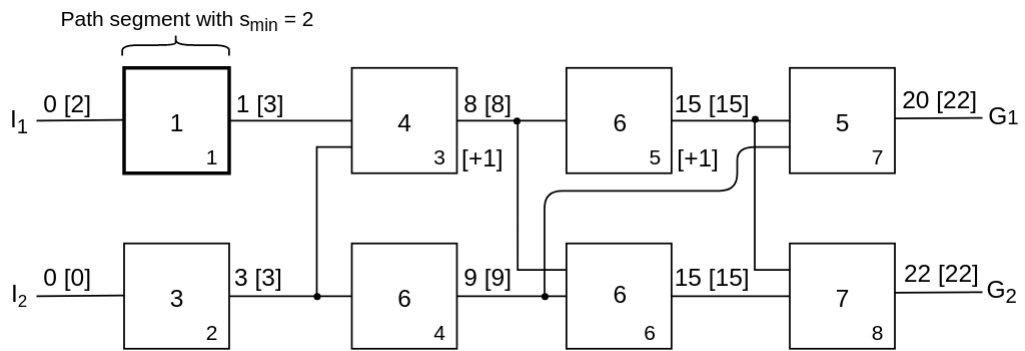 Path segment with smin = 2
I1 0 [2] 1 1 1 [3] 4 3 8 [8] [+1] 6 5 15 [15] [+1] 5 7 20 [22] G1
I2 0 [0] 3 2 3 [3] 6 4 9 [9] 6 6 15 [15] 7 8 22 [22] G2